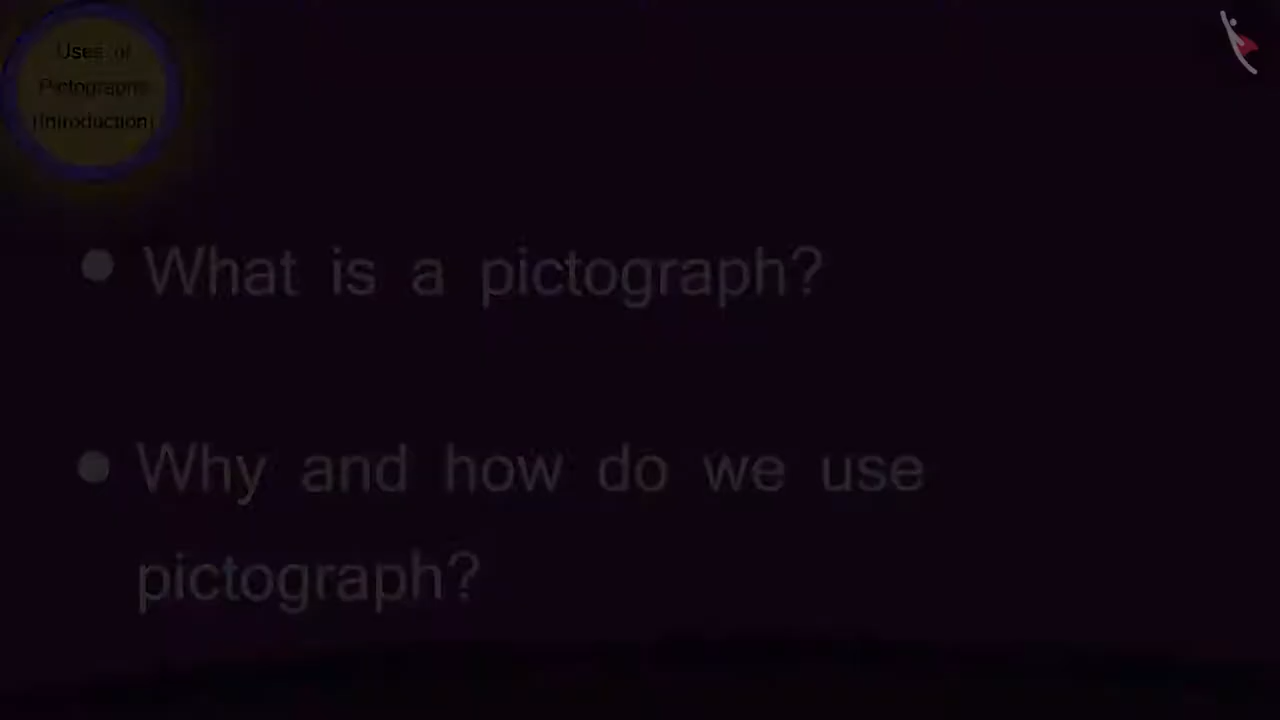 Uses of
Pictographs
(Introduction)
What is a pictograph?
Why and how do we use
pictograph?